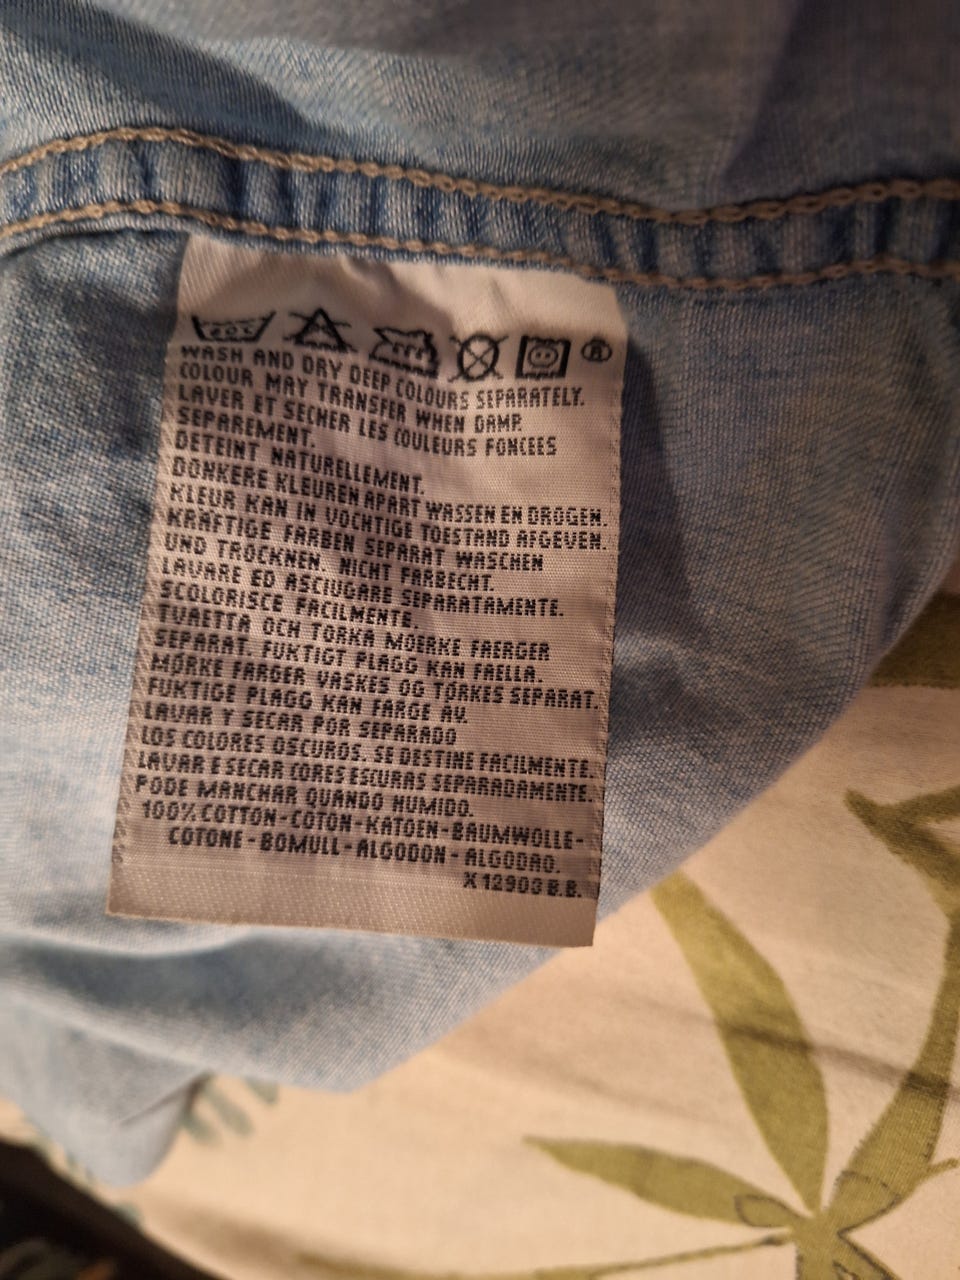 60°
®
WASH AND DRY DEEP COLOURS SEPARATELY.
COLOUR MAY TRANSFER WHEN DAMP.
LAVER ET SECHER LES COULEURS FONCEES
SEPAREMENT.
DETEINT NATURELLEMENT.
DONKERE KLEUREN APART WASSEN EN DROGEN.
KLEUR KAN IN VOCHTIGE TOESTAND AFGEVEN.
KRÄFTIGE FARBEN SEPARAT WASCHEN
UND TROCKNEN. NICHT FARBECHT.
LAVARE ED ASCIUGARE SEPARATAMENTE.
SCOLORISCE FACILMENTE.
TVAETTA OCH TORKA MOERKE FAERGER
SEPARAT. FUKTIGT PLAGG KAN FAELLA.
MØRKE FARGER VASKES OG TORKES SEPARAT.
FUKTIGE PLAGG KAN FARGE AV.
LAVAR Y SECAR POR SEPARADO
LOS COLORES OSCUROS. SE DESTINE FACILMENTE.
LAVAR E SECAR CORES ESCURAS SEPARADAMENTE.
PODE MANCHAR QUANDO HUMIDO.
100% COTTON-COTON-KATOEN-BAUMWOLLE-
COTONE-BOMULL-ALGODON-ALGODAO.
X 12903 B.B.